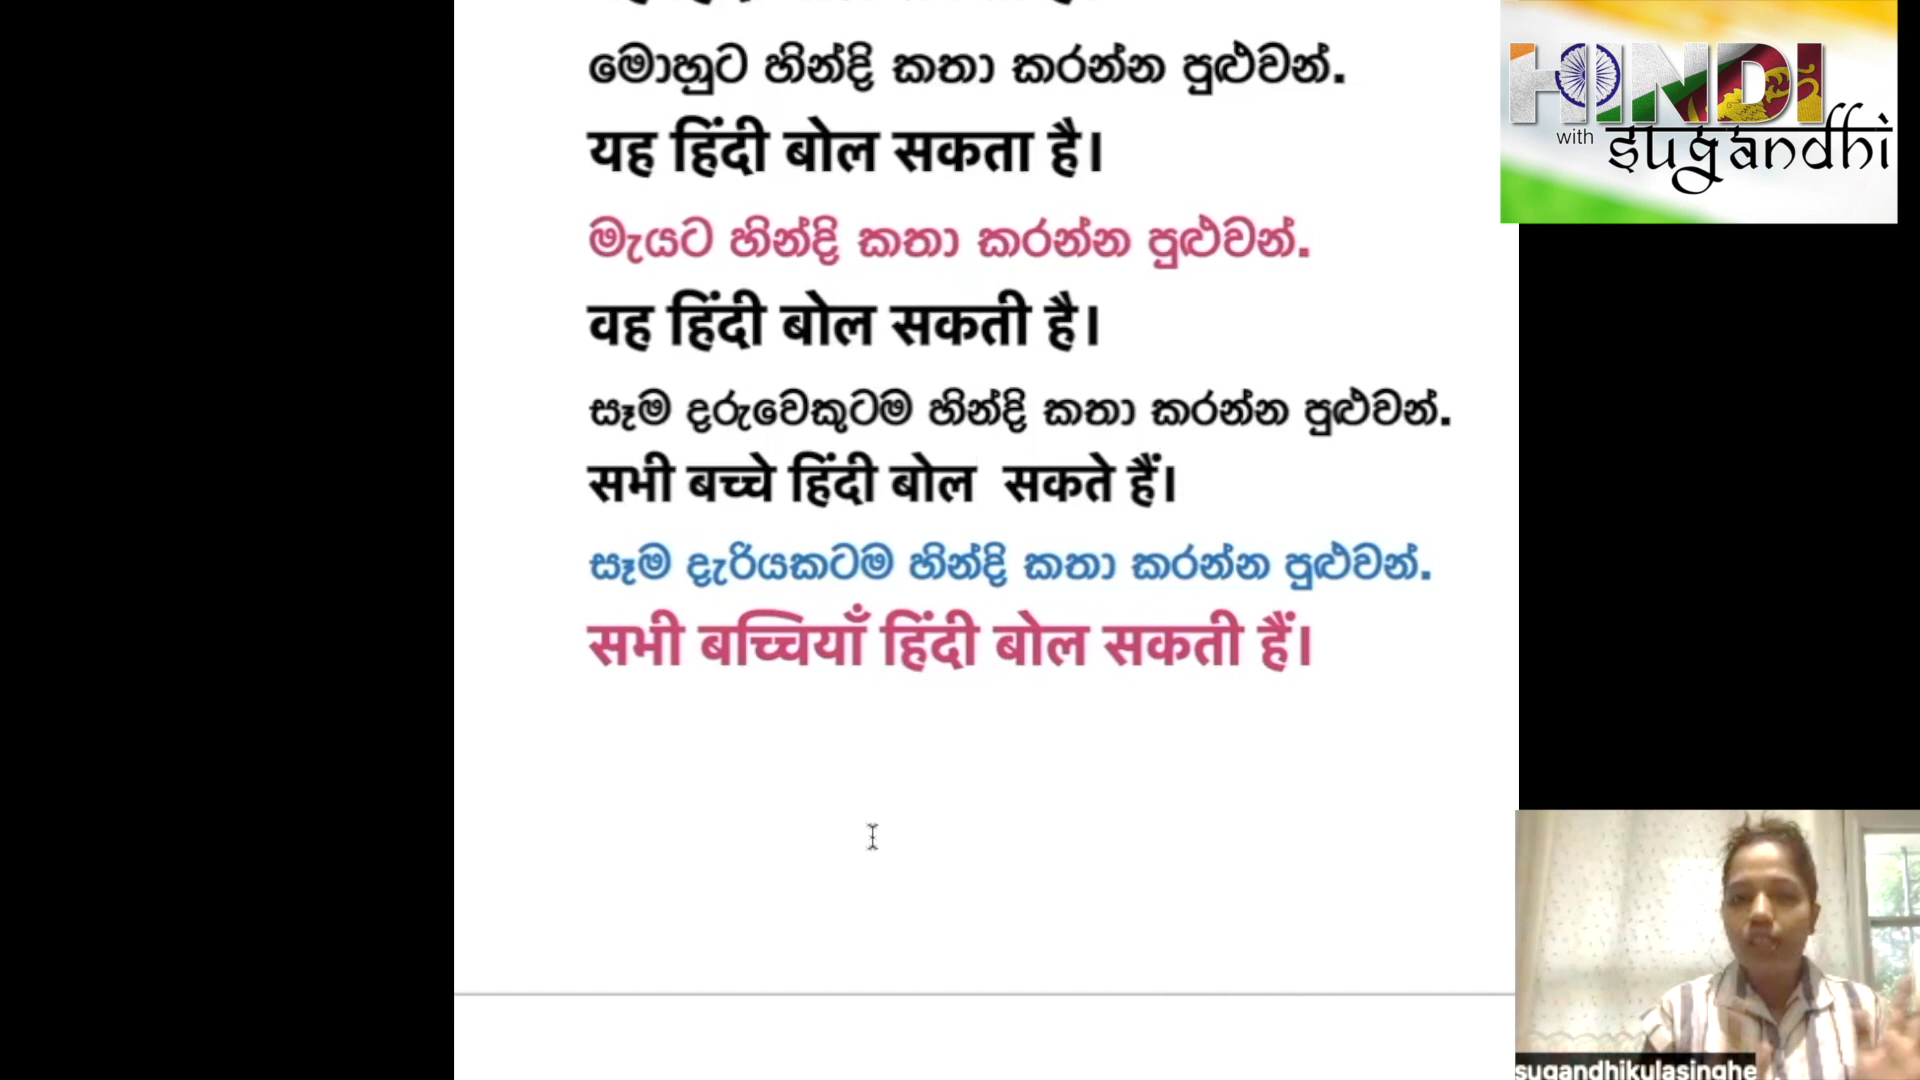 මොහුට හින්දි කතා කරන්න පුළුවන්.
यह हिंदी बोल सकता है।
මැයට හින්දි කතා කරන්න පුළුවන්.
वह हिंदी बोल सकती है।
සෑම දරුවෙකුටම හින්දි කතා කරන්න පුළුවන්.
सभी बच्चे हिंदी बोल सकते हैं।
සෑම දැරියකටම හින්දි කතා කරන්න පුළුවන්.
सभी बच्चियाँ हिंदी बोल सकती हैं।
HINDI
with sugandhi
sugandhikulasinghe